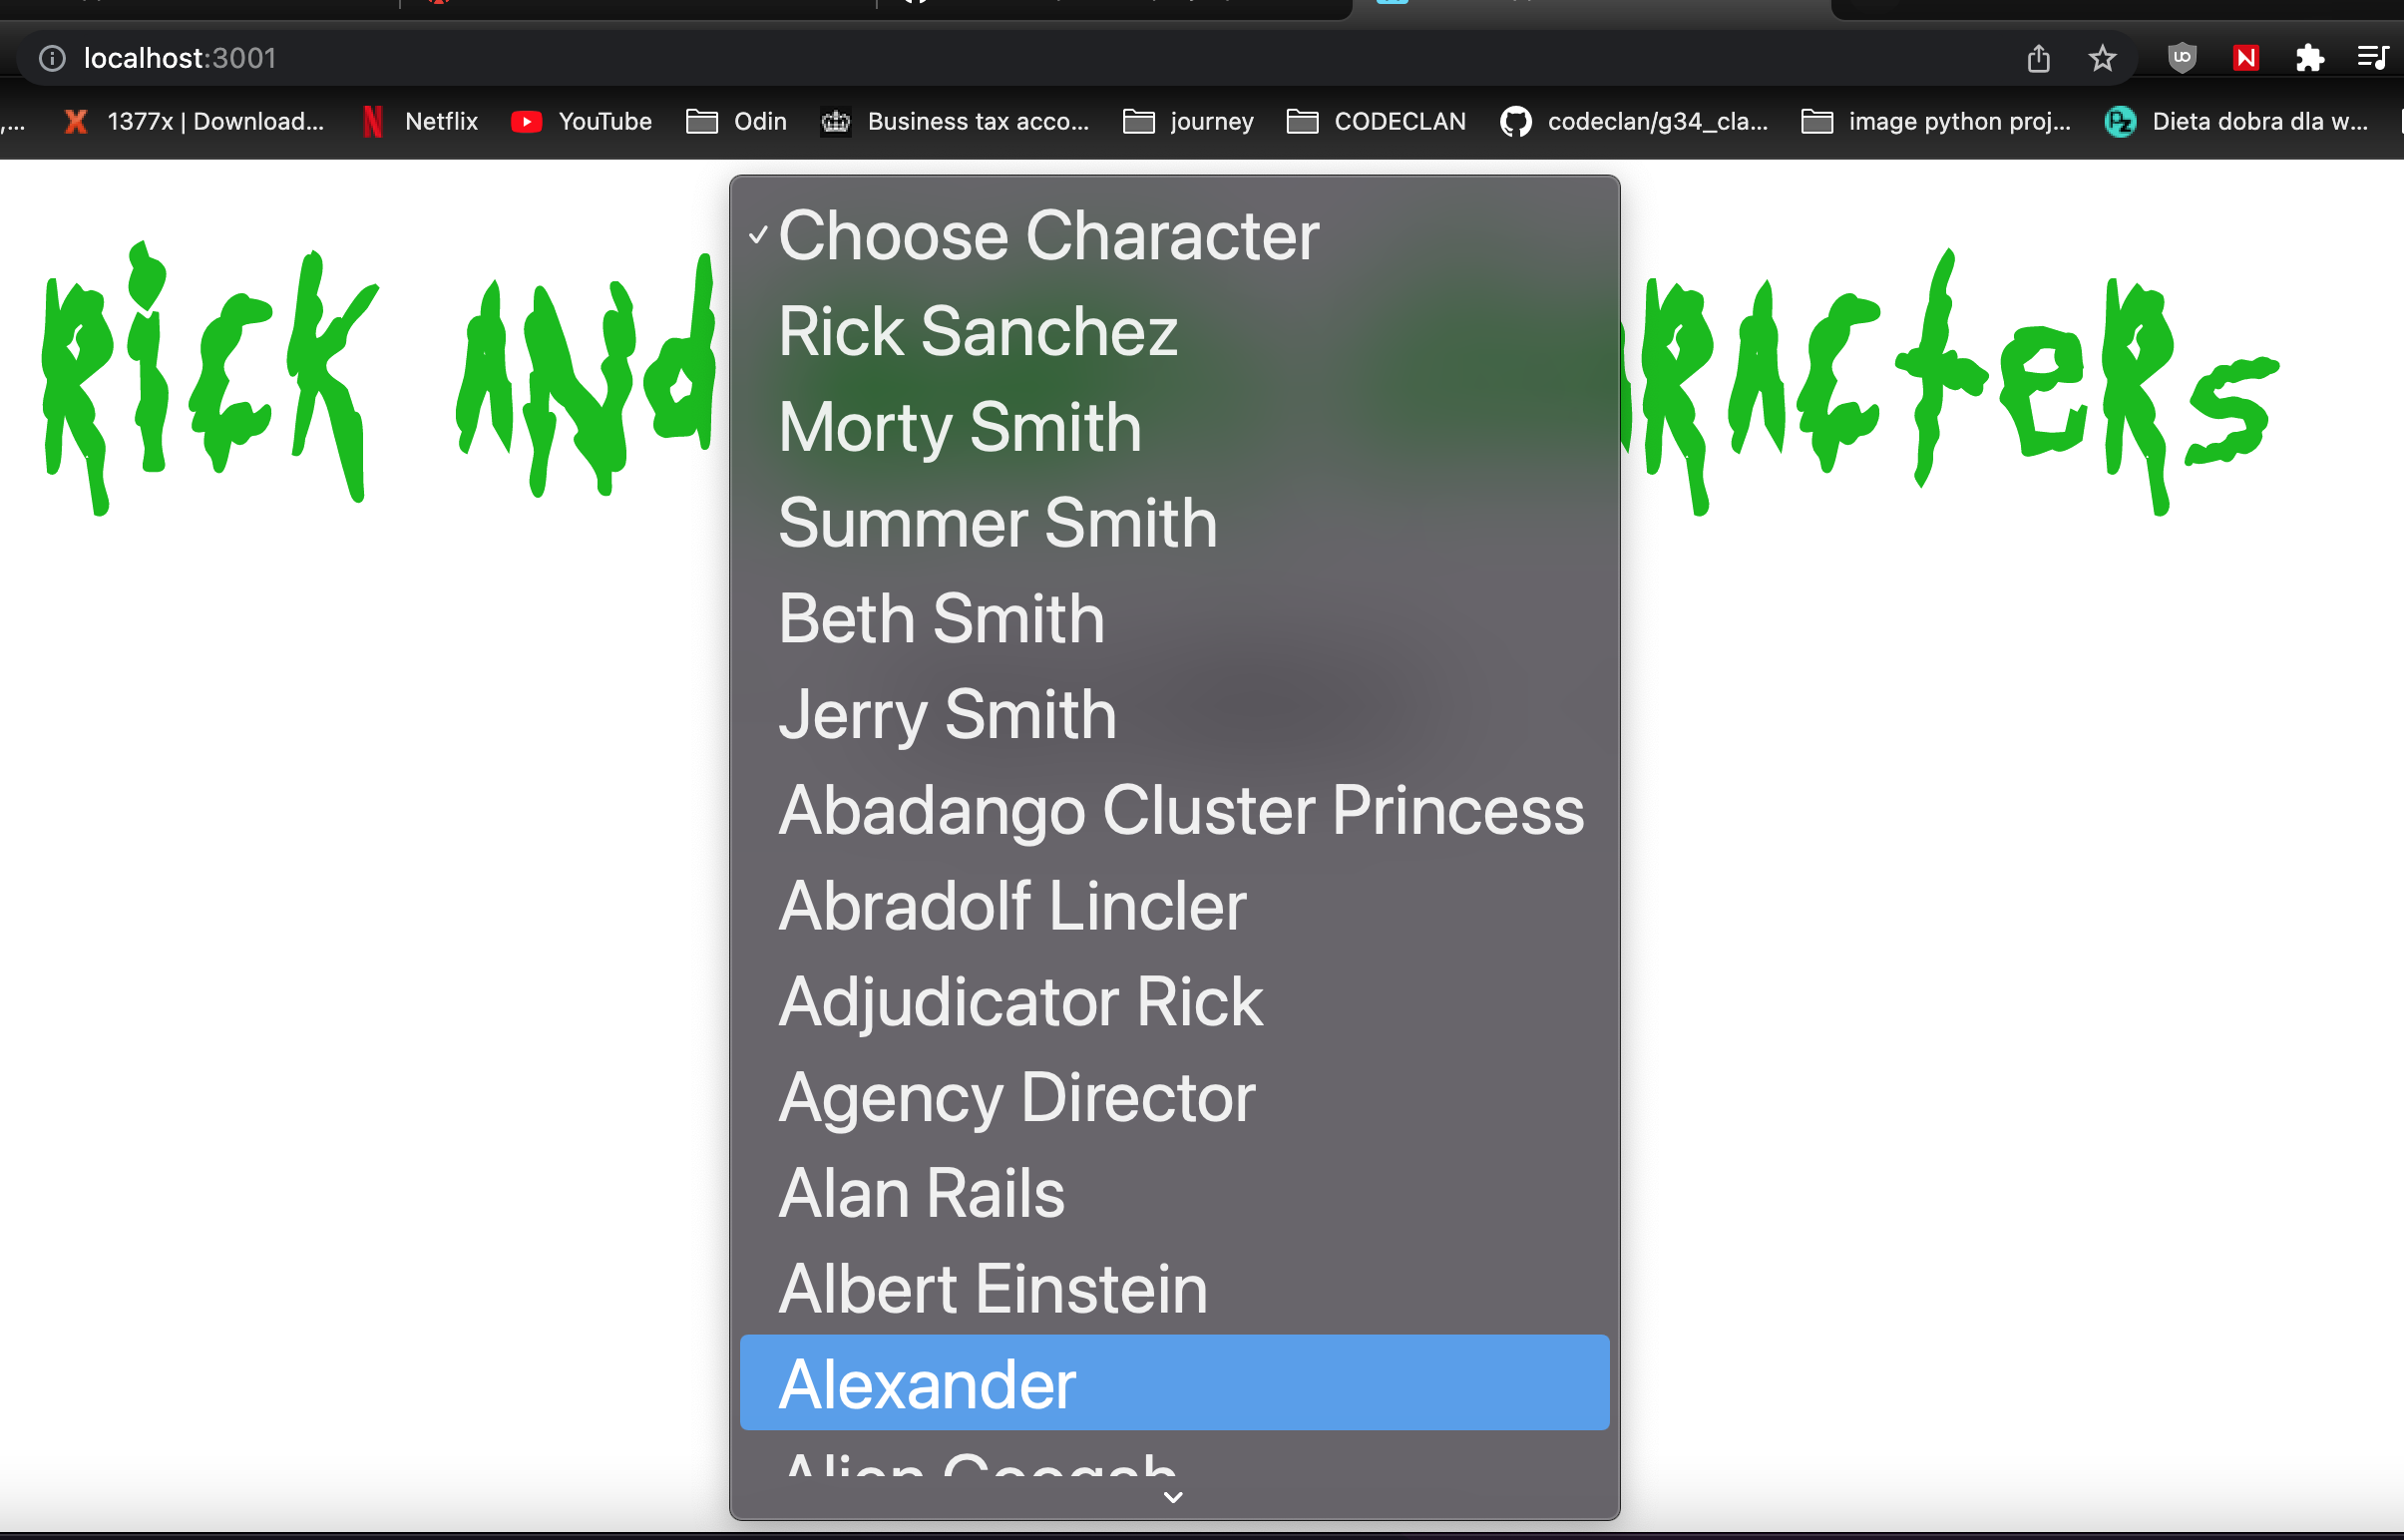 localhost:3001
,... 1377x | Download... Netflix YouTube Odin Business tax acco... journey CODECLAN codeclan/g34_cla... image python proj... Dieta dobra dla w...
Rick ANd RActeRs
✓ Choose Character
Rick Sanchez
Morty Smith
Summer Smith
Beth Smith
Jerry Smith
Abadango Cluster Princess
Abradolf Lincler
Adjudicator Rick
Agency Director
Alan Rails
Albert Einstein
Alexander